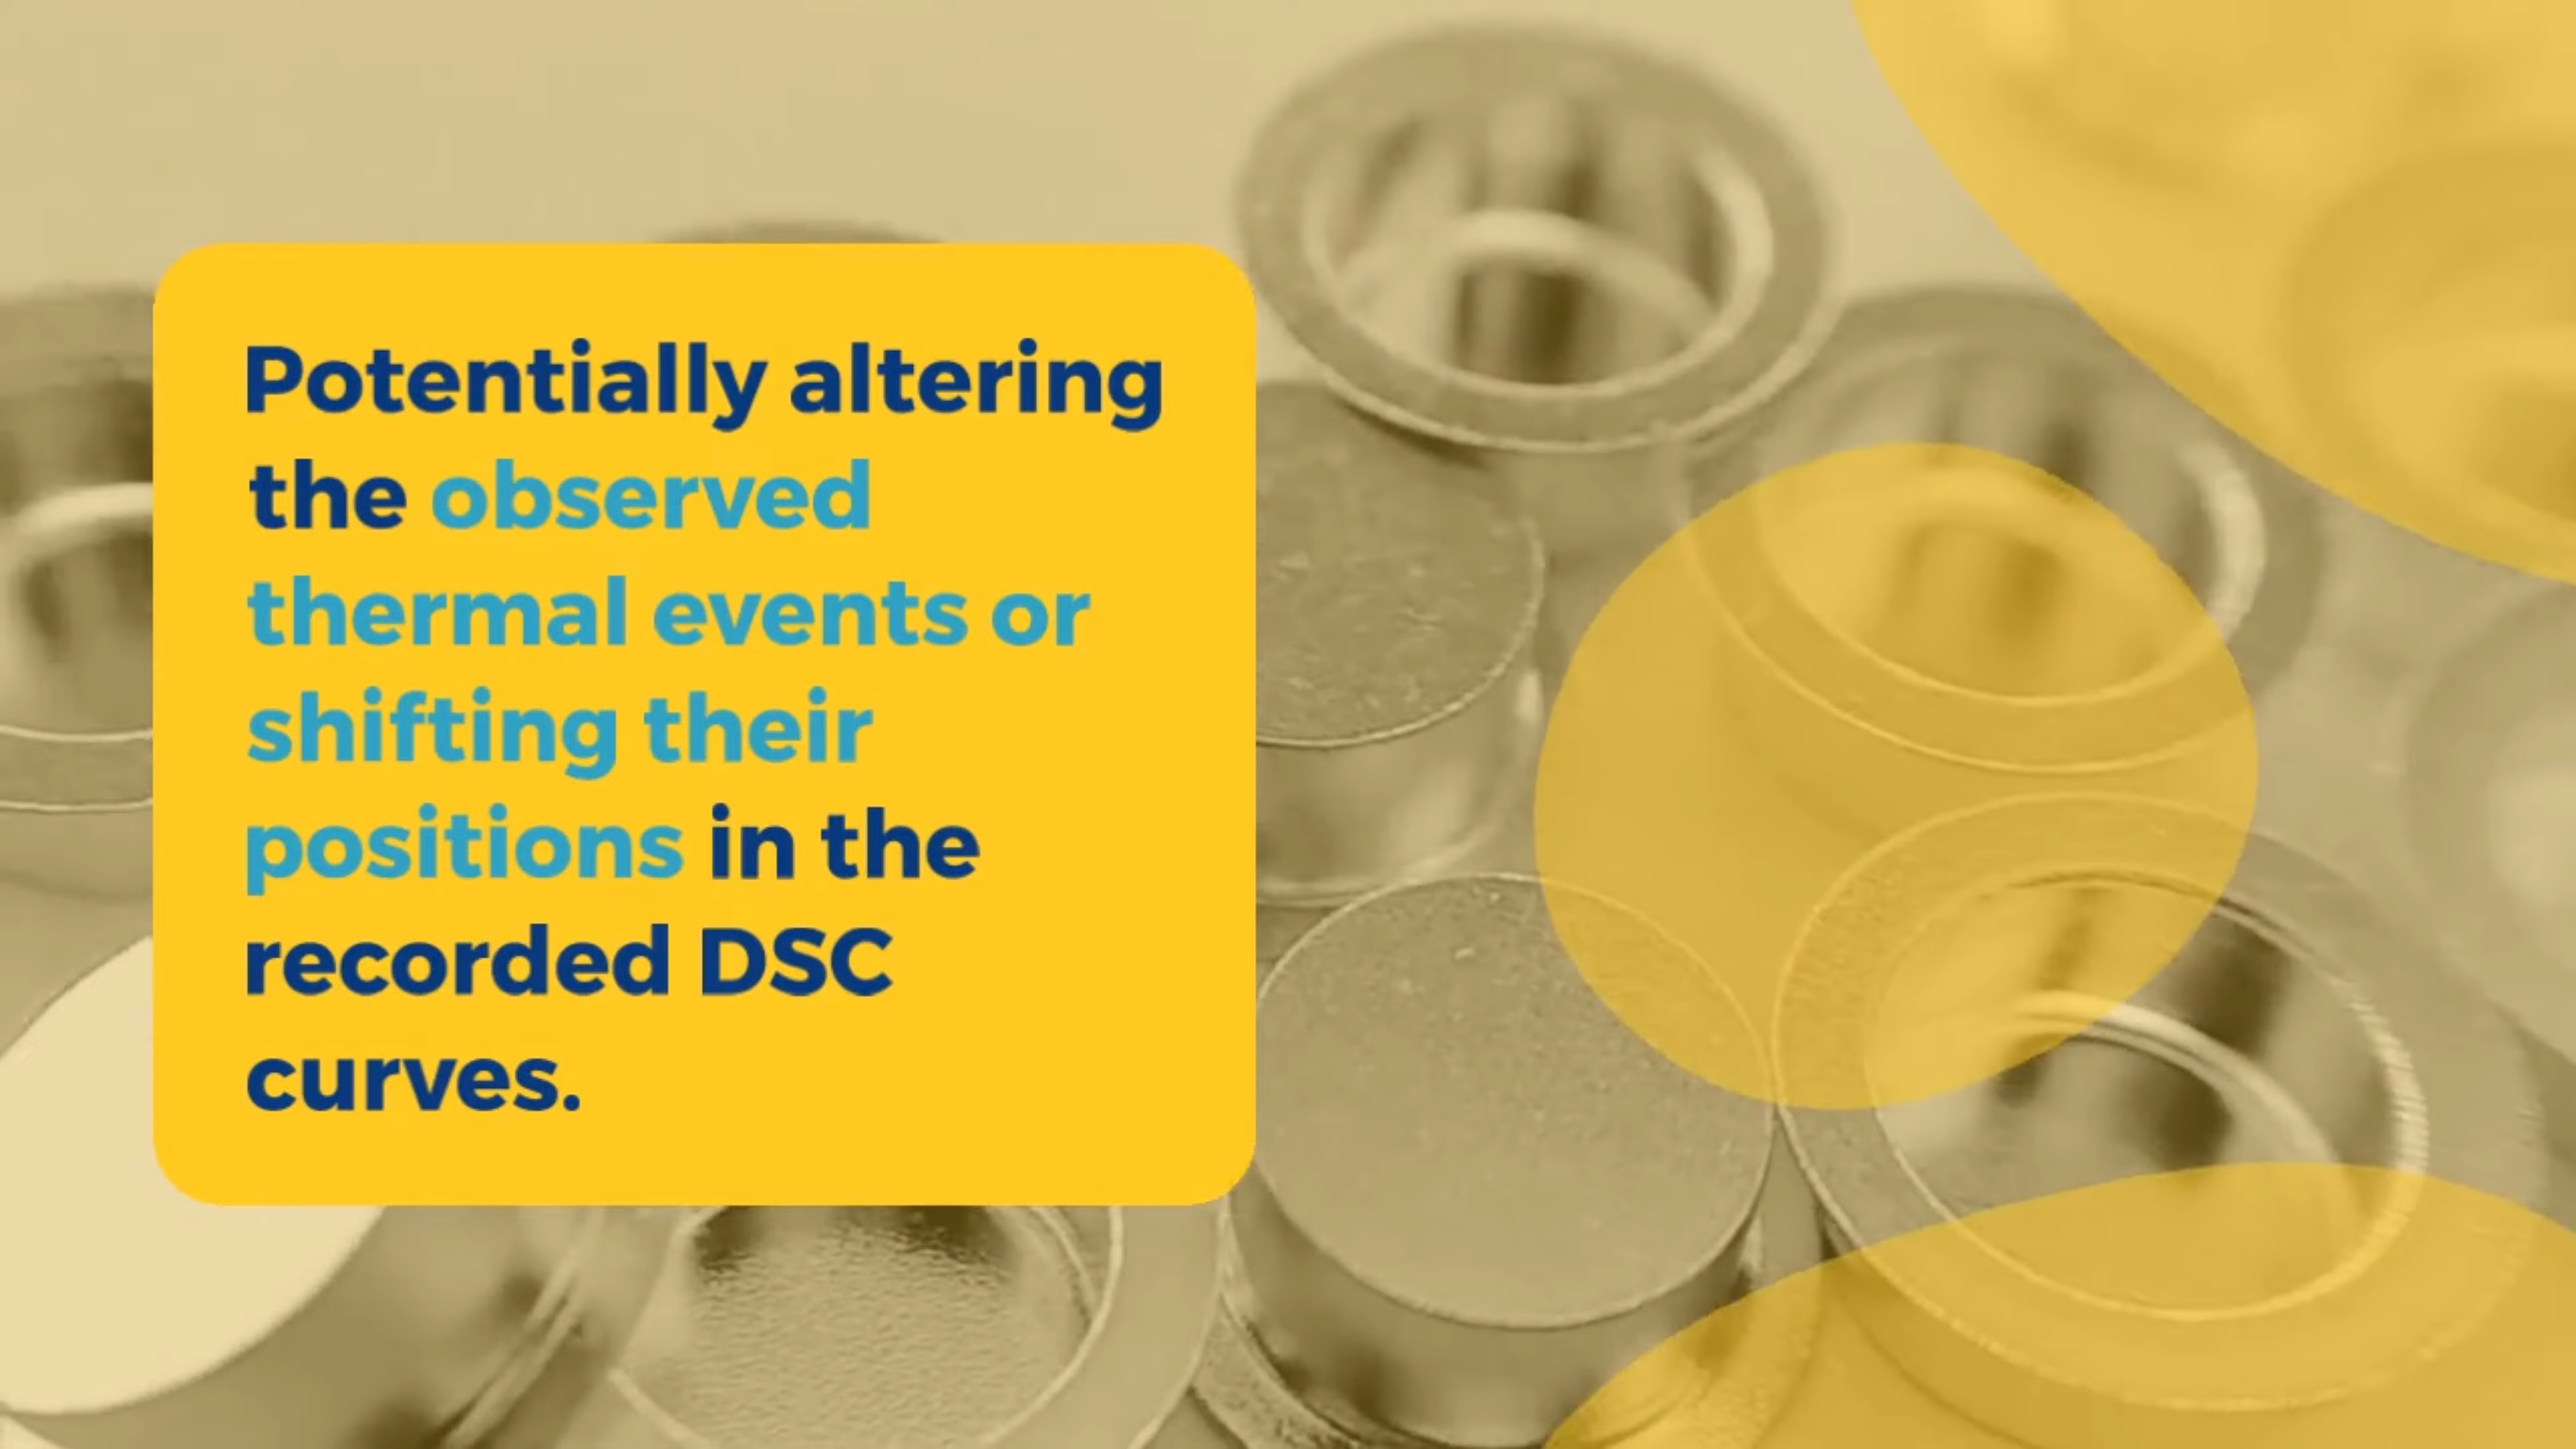 Potentially altering
the observed
thermal events or
shifting their
positions in the
recorded DSC
curves.